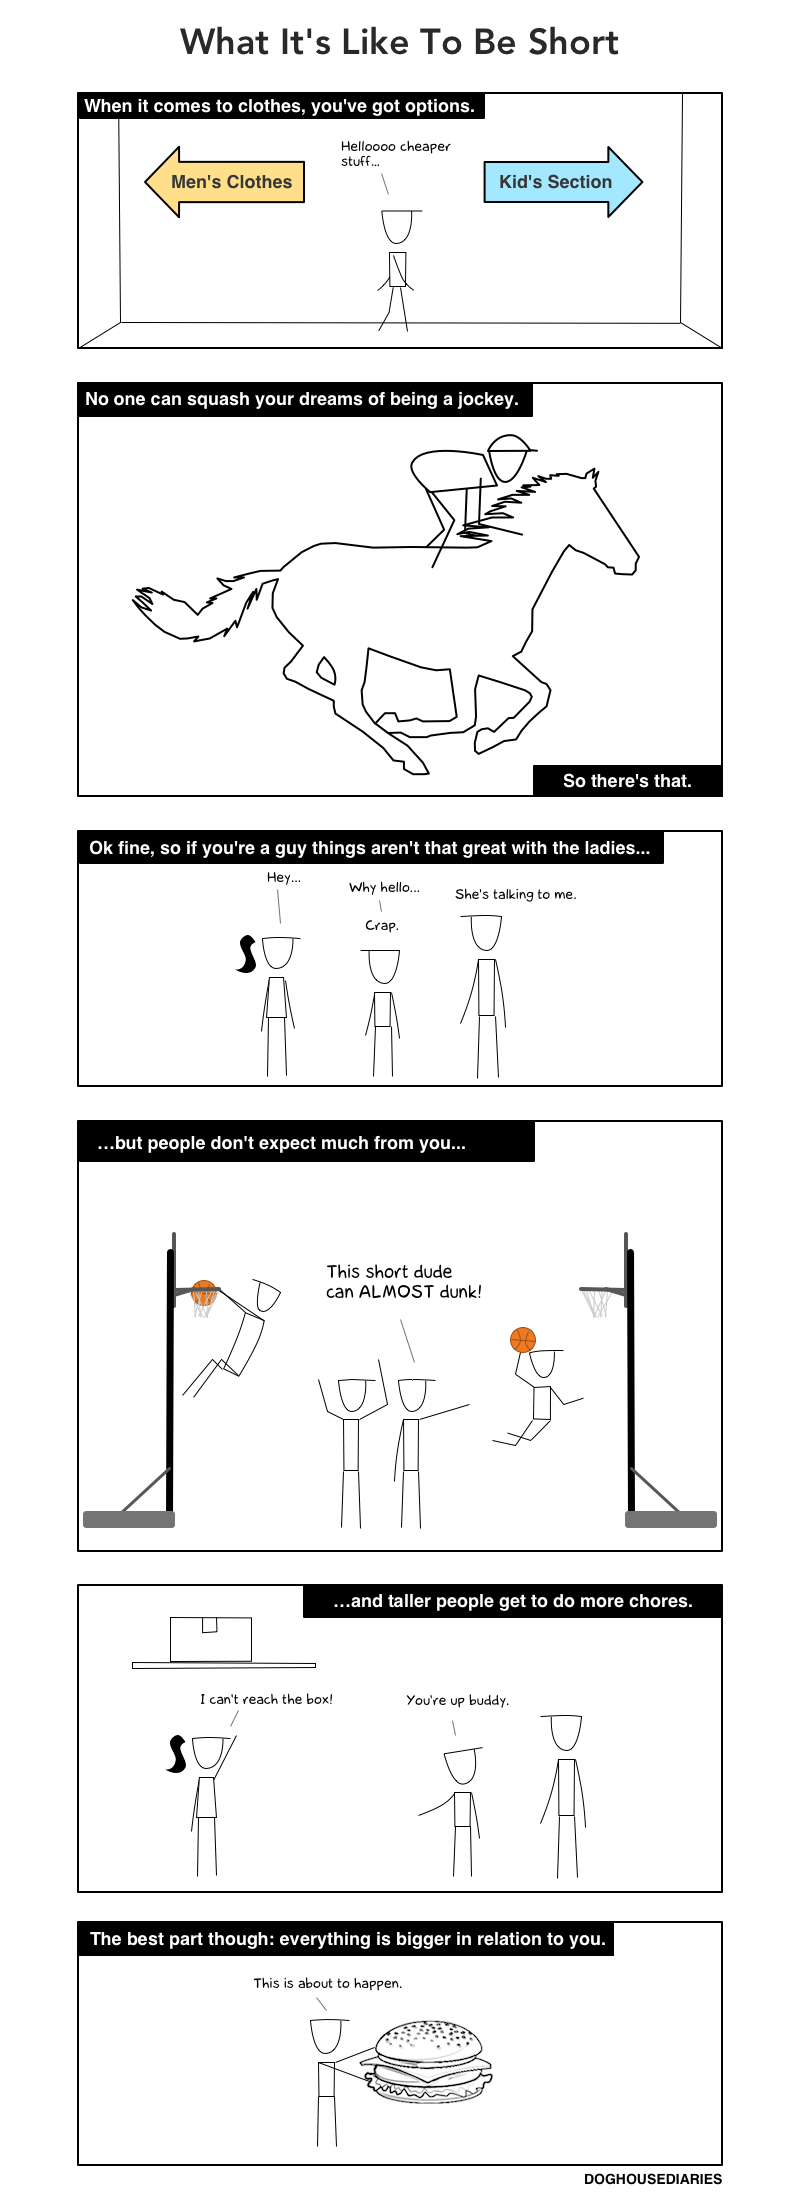 What It's Like To Be Short
When it comes to clothes, you've got options.
Men's Clothes
Helloooo cheaper
stuff...
Kid's Section
No one can squash your dreams of being a jockey.
So there's that.
Ok fine, so if you're a guy things aren't that great with the ladies...
Hey...
Why hello...
Crap.
She's talking to me.
...but people don't expect much from you...
This short dude
can ALMOST dunk!
...and taller people get to do more chores.
I can't reach the box!
You're up buddy.
The best part though: everything is bigger in relation to you.
This is about to happen.
DOGHOUSEDIARIES